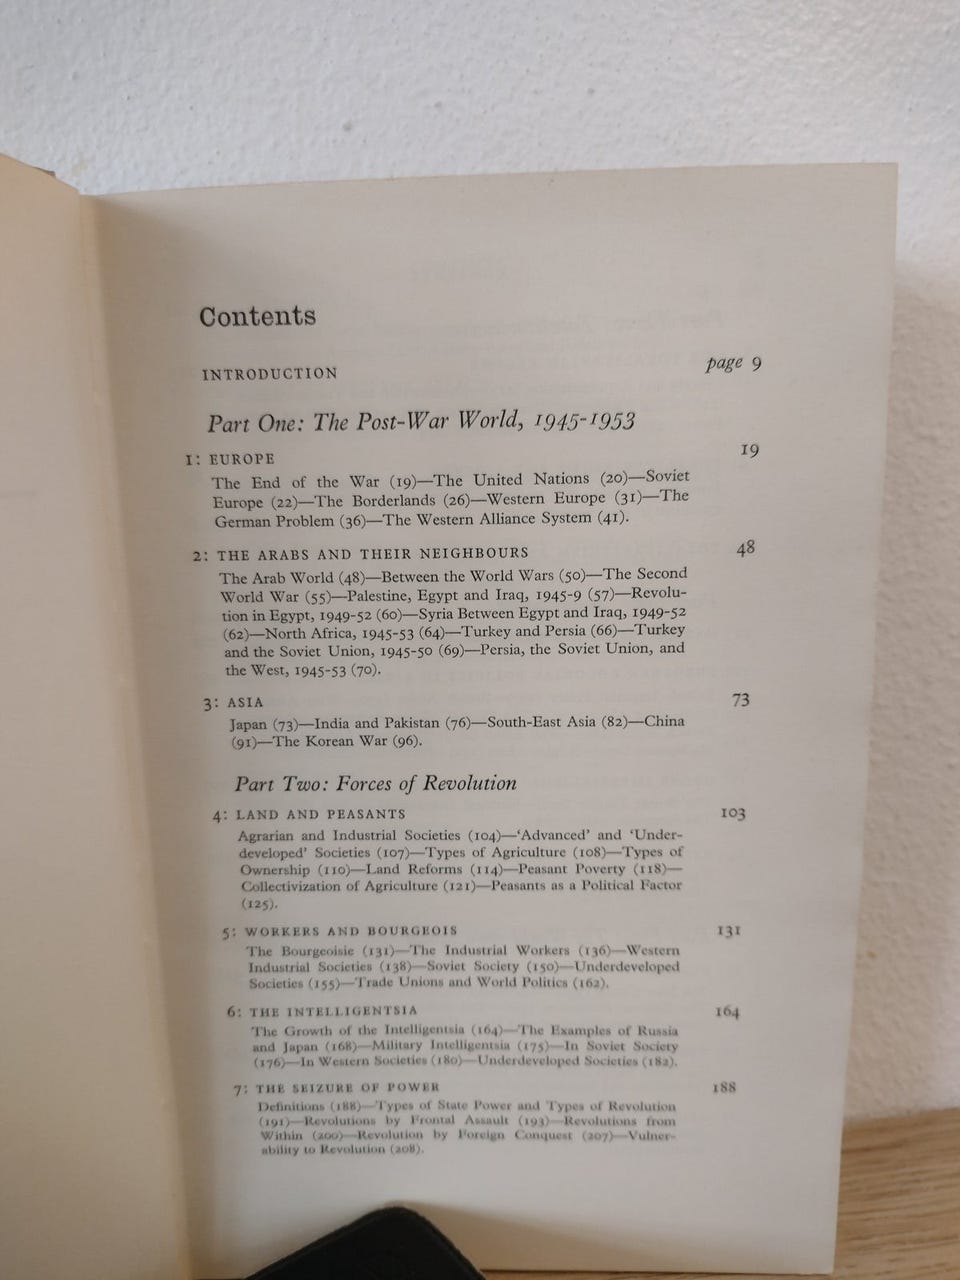 Contents
INTRODUCTION page 9
Part One: The Post-War World, 1945-1953
1: EUROPE 19
The End of the War (19)—The United Nations (20)—Soviet
Europe (22)—The Borderlands (26)—Western Europe (31)—The
German Problem (36)—The Western Alliance System (41).
2: THE ARABS AND THEIR NEIGHBOURS 48
The Arab World (48)—Between the World Wars (50)—The Second
World War (55)—Palestine, Egypt and Iraq, 1945-9 (57)—Revolu-
tion in Egypt, 1949-52 (60)—Syria Between Egypt and Iraq, 1949-52
(62)—North Africa, 1945-53 (64)—Turkey and Persia (66)—Turkey
and the Soviet Union, 1945-50 (69)—Persia, the Soviet Union, and
the West, 1945-53 (70).
3: ASIA 73
Japan (73)—India and Pakistan (76)—South-East Asia (82)—China
(91)—The Korean War (96).
Part Two: Forces of Revolution
4: LAND AND PEASANTS 103
Agrarian and Industrial Societies (104)—‘Advanced’ and ‘Under-
developed’ Societies (107)—Types of Agriculture (108)—Types of
Ownership (110)—Land Reforms (114)—Peasant Poverty (118)—
Collectivization of Agriculture (121)—Peasants as a Political Factor
(125).
5: WORKERS AND BOURGEOIS 131
The Bourgeoisie (131)—The Industrial Workers (136)—Western
Industrial Societies (138)—Soviet Society (150)—Underdeveloped
Societies (155)—Trade Unions and World Politics (162).
6: THE INTELLIGENTSIA 164
The Growth of the Intelligentsia (164)—The Examples of Russia
and Japan (168)—Military Intelligentsia (175)—In Soviet Society
(176)—In Western Societies (180)—Underdeveloped Societies (182).
7: THE SEIZURE OF POWER 188
Definitions (188)—Types of State Power and Types of Revolution
(191)—Revolutions by Frontal Assault (193)—Revolutions from
Within (200)—Revolution by Foreign Conquest (207)—Vulner-
ability to Revolution (208).